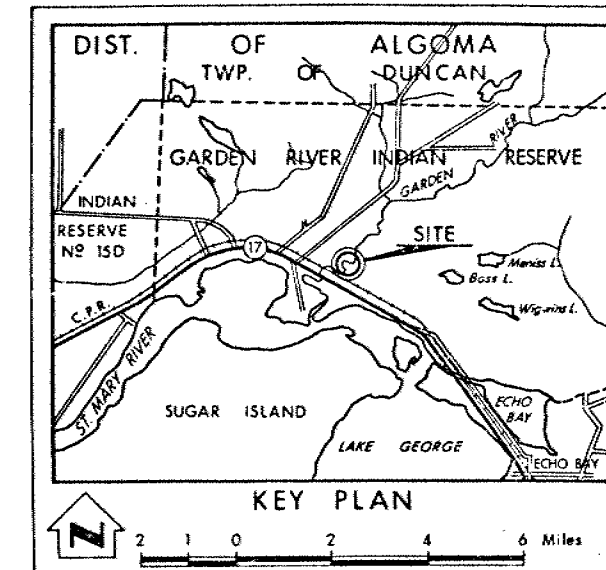 DIST. OF ALGOMA
TWP. OF DUNCAN
GARDEN RIVER INDIAN RESERVE
GARDEN RIVER
INDIAN
RESERVE
Nº 15D
17
SITE
Bass L.
C.P.R.
ST. MARY RIVER
SUGAR ISLAND
LAKE GEORGE
ECHO
BAY
ECHO BAY
KEY PLAN
N
2 1 0 2 4 6 Miles